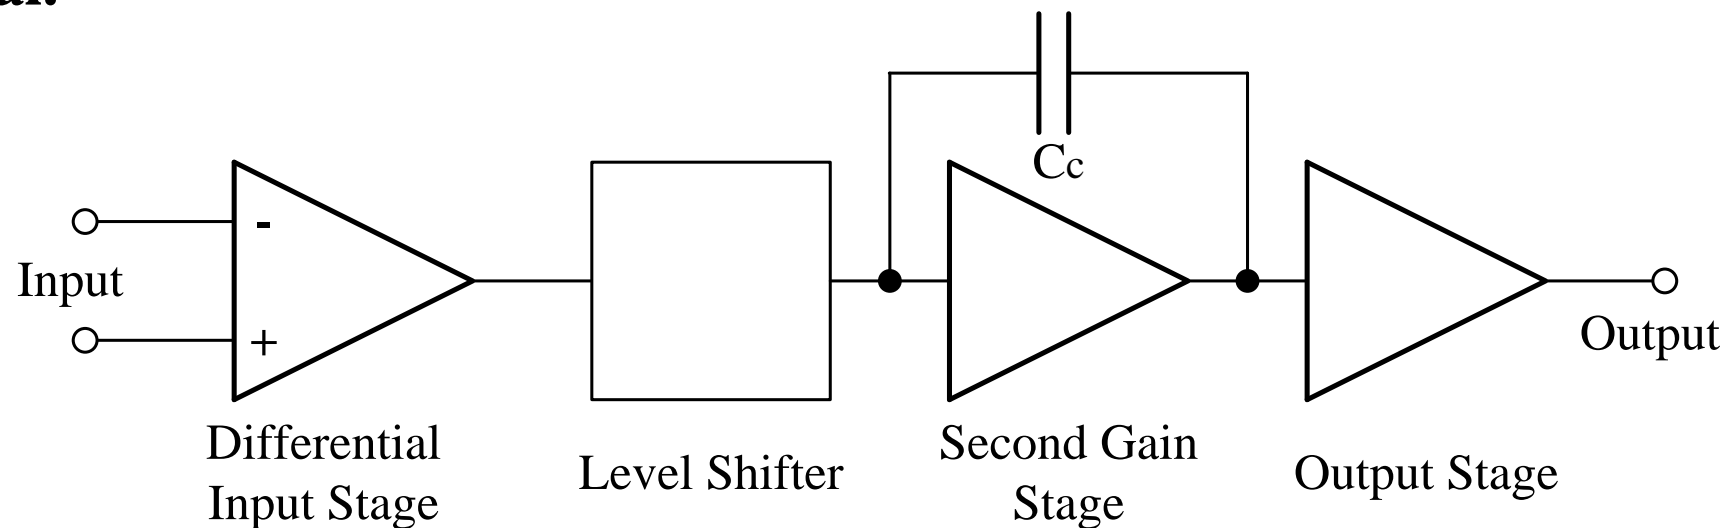 Cc
-
Input
+
Output
Differential
Input Stage
Level Shifter
Second Gain
Stage
Output Stage